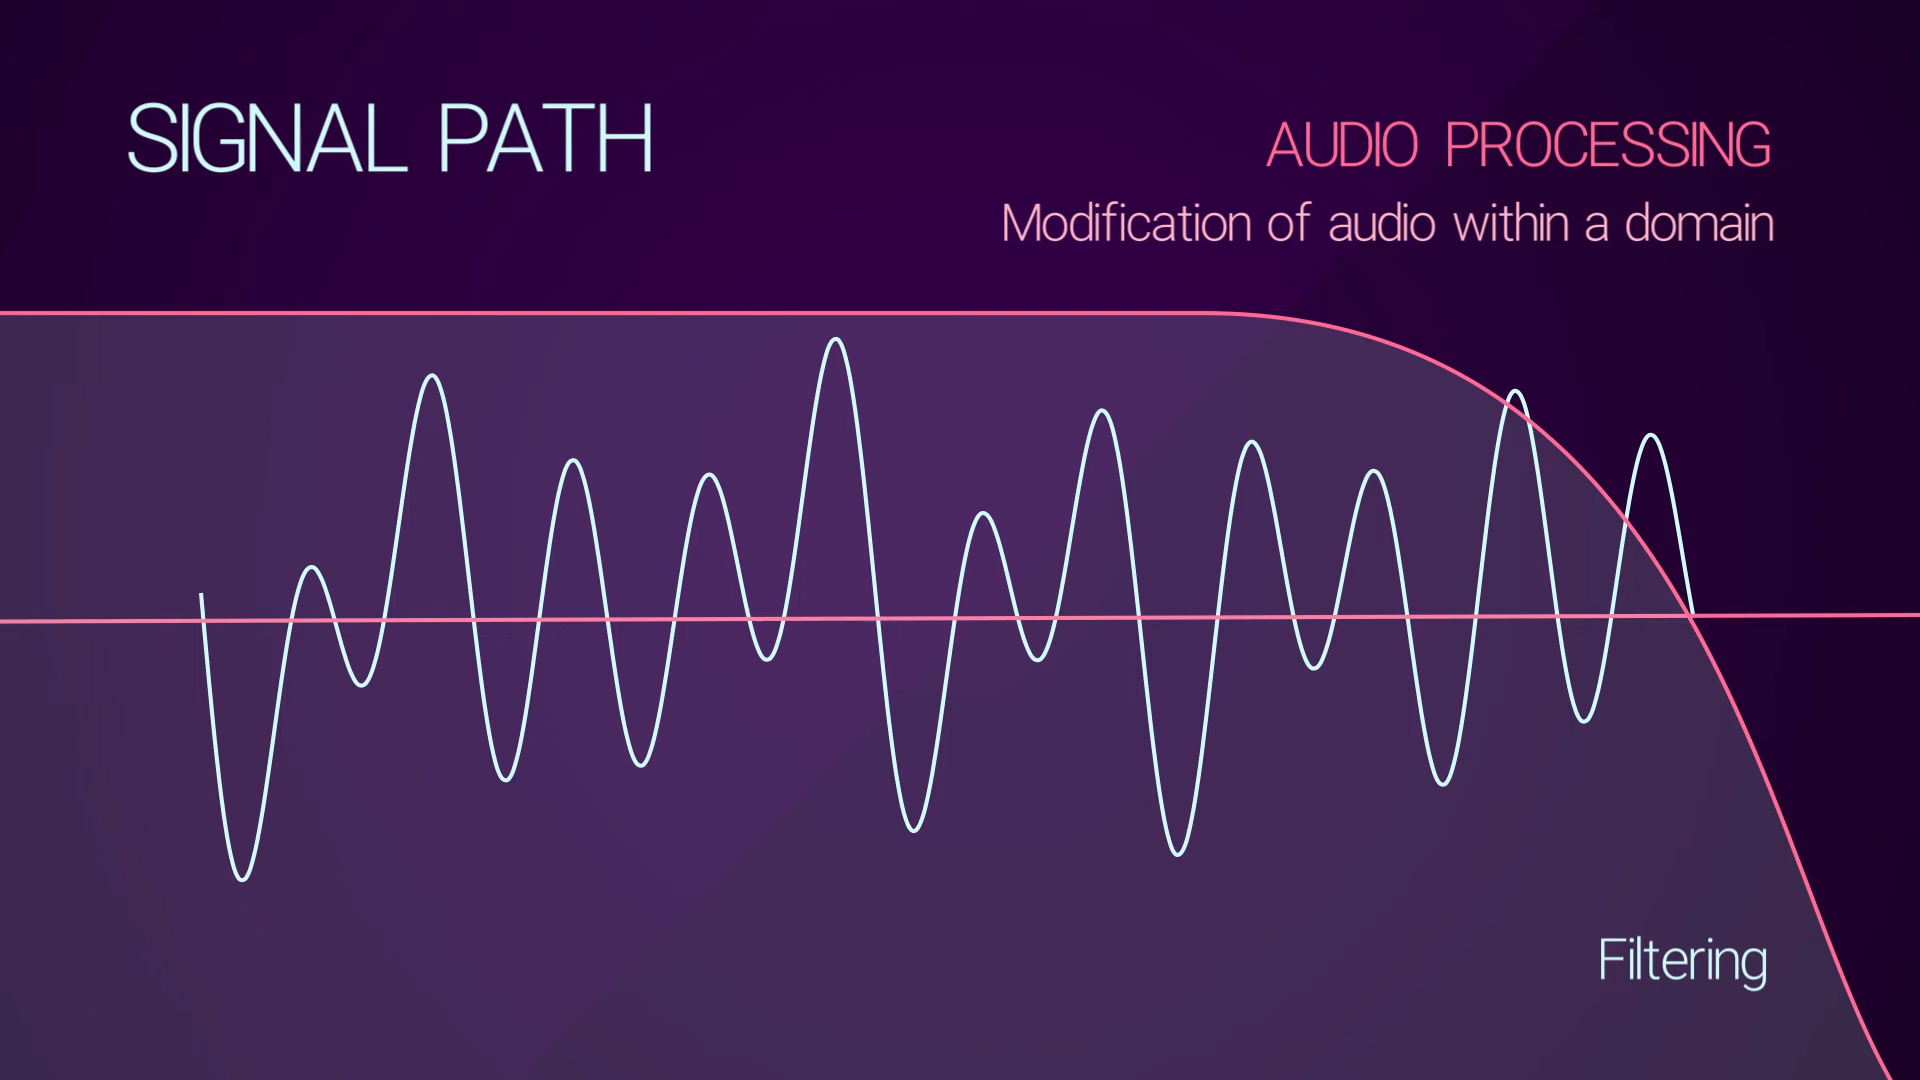 SIGNAL PATH
AUDIO PROCESSING
Modification of audio within a domain
Filtering